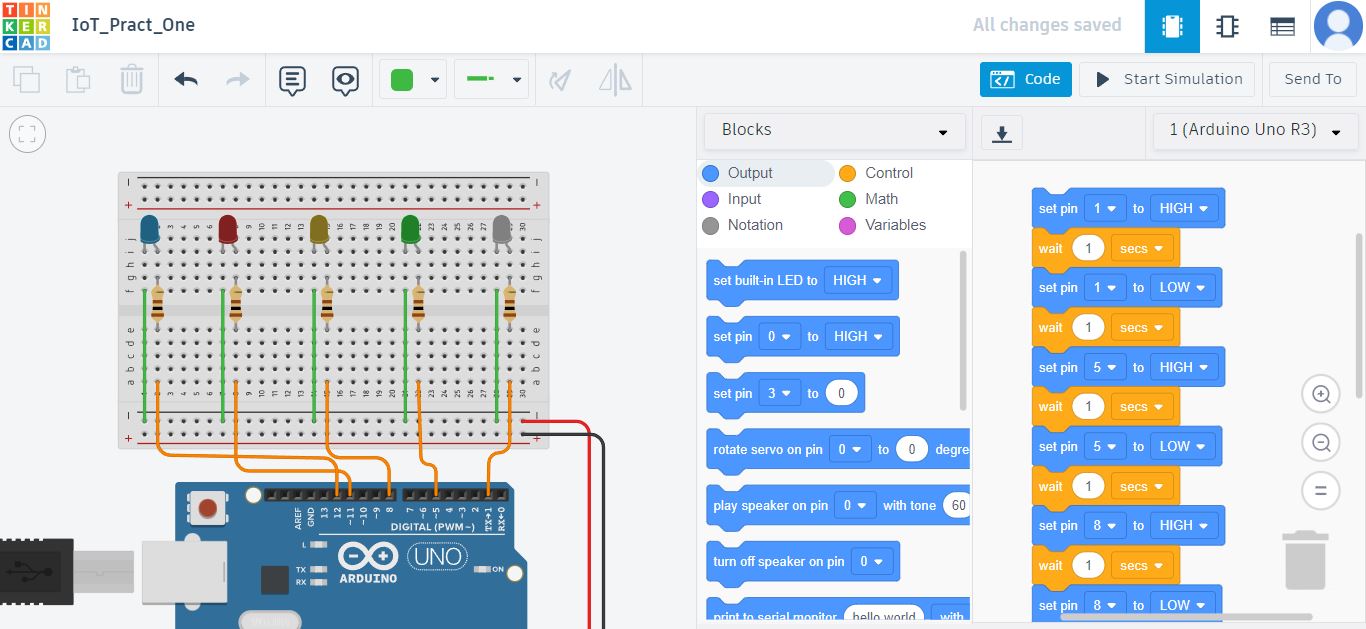 TIN
KER
CAD
IoT_Pract_One
All changes saved
Code
Start Simulation
Send To
Blocks
1 (Arduino Uno R3)
Output
Control
Input
Math
Notation
Variables
set built-in LED to HIGH
set pin 0 to HIGH
set pin 3 to 0
rotate servo on pin 0 to 0 degre
play speaker on pin 0 with tone 60
turn off speaker on pin 0
print to serial monitor hello world with
set pin 1 to HIGH
wait 1 secs
set pin 1 to LOW
wait 1 secs
set pin 5 to HIGH
wait 1 secs
set pin 5 to LOW
wait 1 secs
set pin 8 to HIGH
wait 1 secs
set pin 8 to LOW
j
i
h
g
f
e
d
c
b
a
AREF
GND
13
12
~11
~10
~9
8
7
~6
~5
4
~3
2
TX→1
RX←0
DIGITAL (PWM~)
L
TX
RX
ARDUINO
UNO
ON